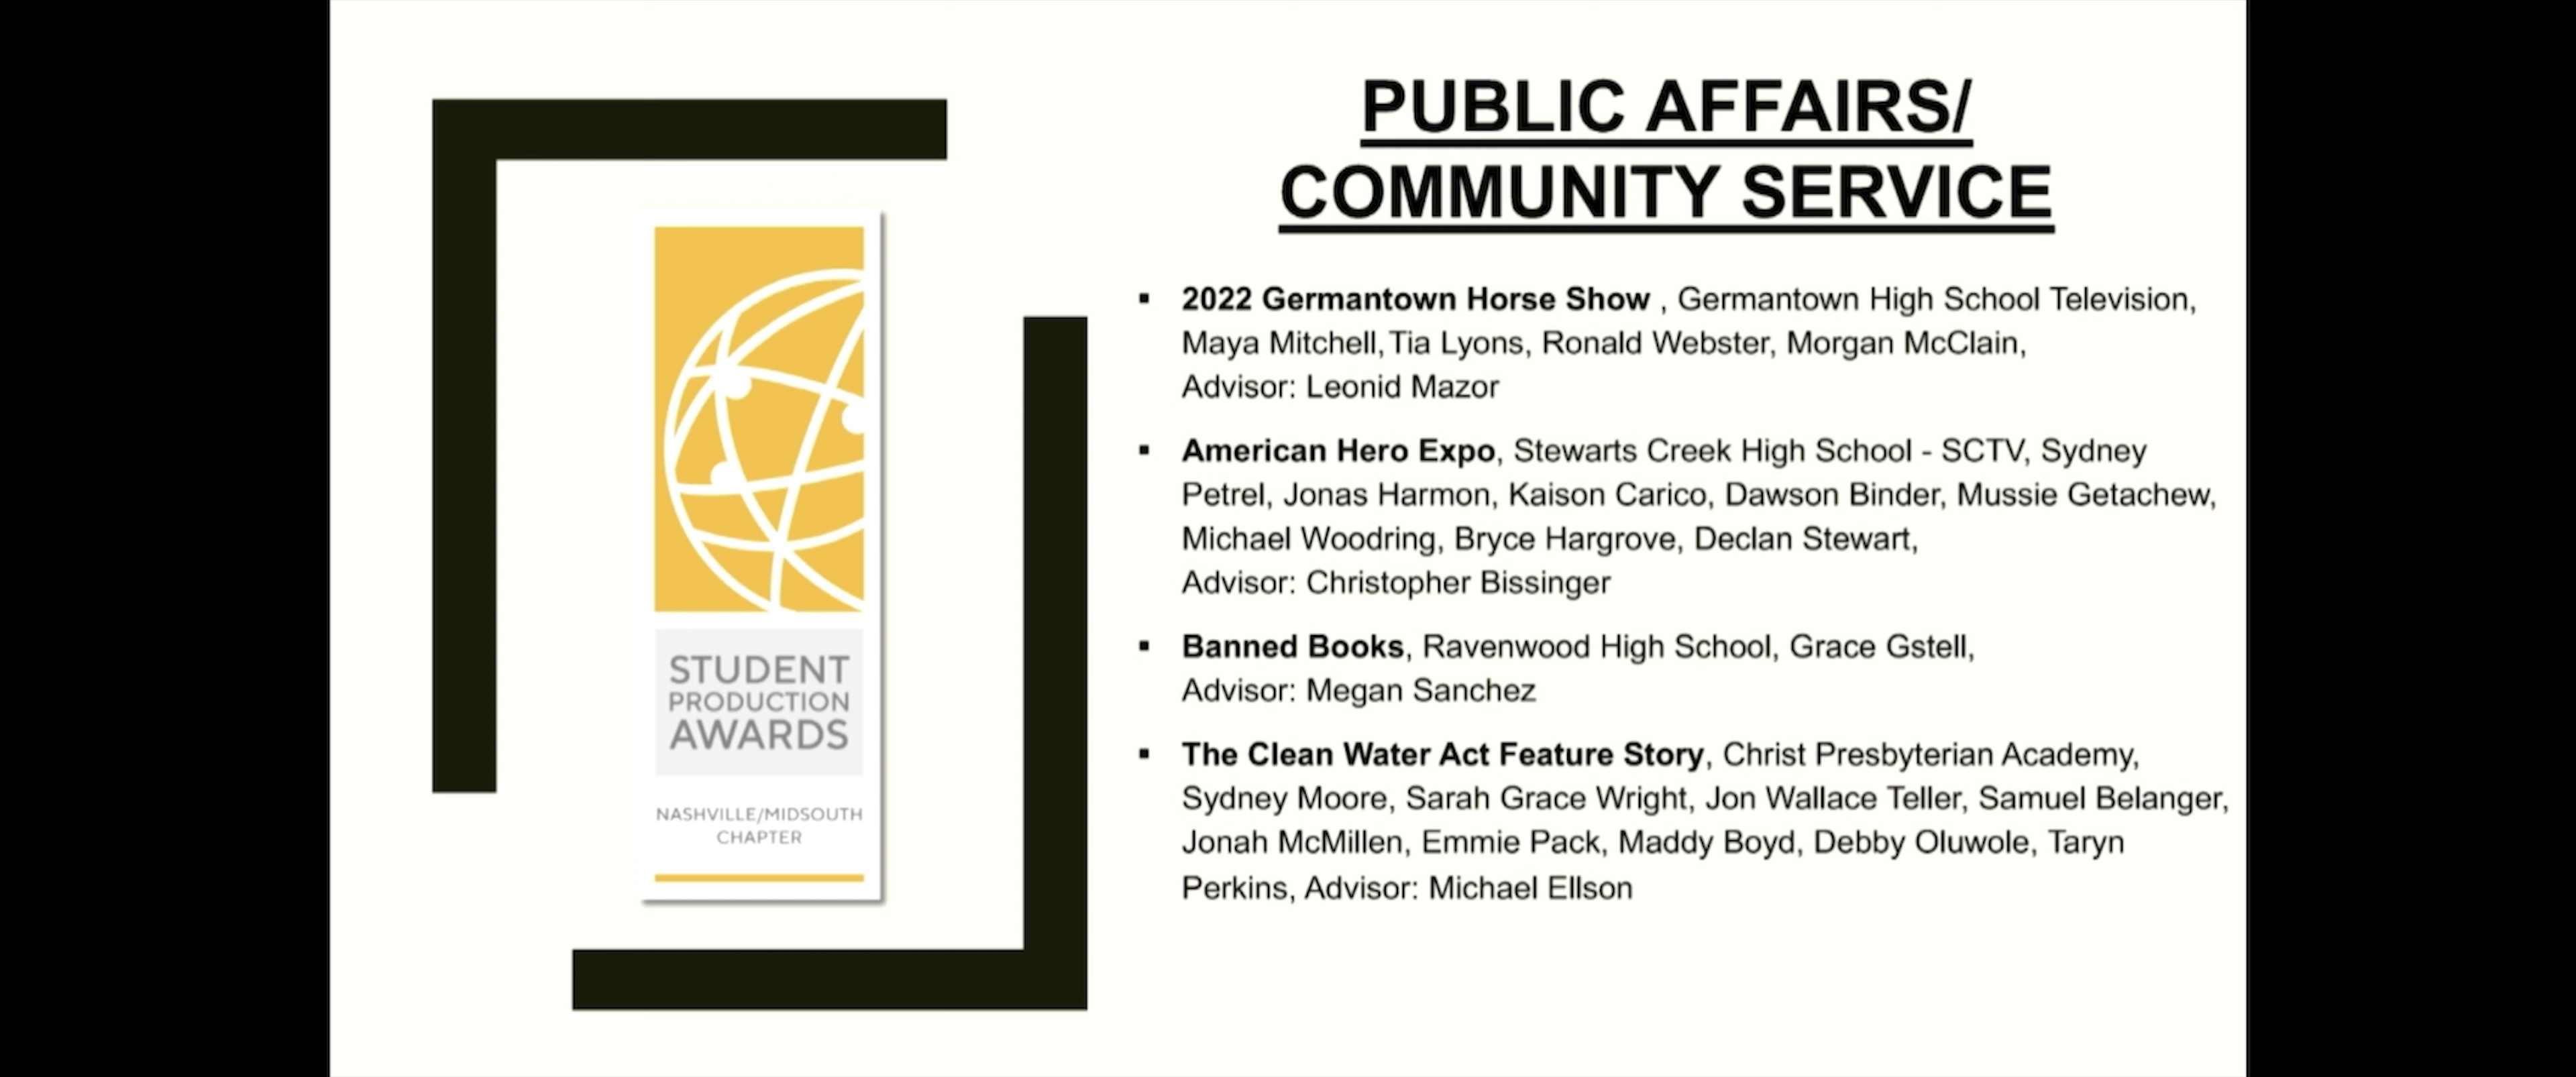 PUBLIC AFFAIRS/
COMMUNITY SERVICE
▪ 2022 Germantown Horse Show , Germantown High School Television,
Maya Mitchell, Tia Lyons, Ronald Webster, Morgan McClain,
Advisor: Leonid Mazor
▪ American Hero Expo, Stewarts Creek High School - SCTV, Sydney
Petrel, Jonas Harmon, Kaison Carico, Dawson Binder, Mussie Getachew,
Michael Woodring, Bryce Hargrove, Declan Stewart,
Advisor: Christopher Bissinger
▪ Banned Books, Ravenwood High School, Grace Gstell,
Advisor: Megan Sanchez
▪ The Clean Water Act Feature Story, Christ Presbyterian Academy,
Sydney Moore, Sarah Grace Wright, Jon Wallace Teller, Samuel Belanger,
Jonah McMillen, Emmie Pack, Maddy Boyd, Debby Oluwole, Taryn
Perkins, Advisor: Michael Ellson
STUDENT
PRODUCTION
AWARDS
NASHVILLE/MIDSOUTH
CHAPTER